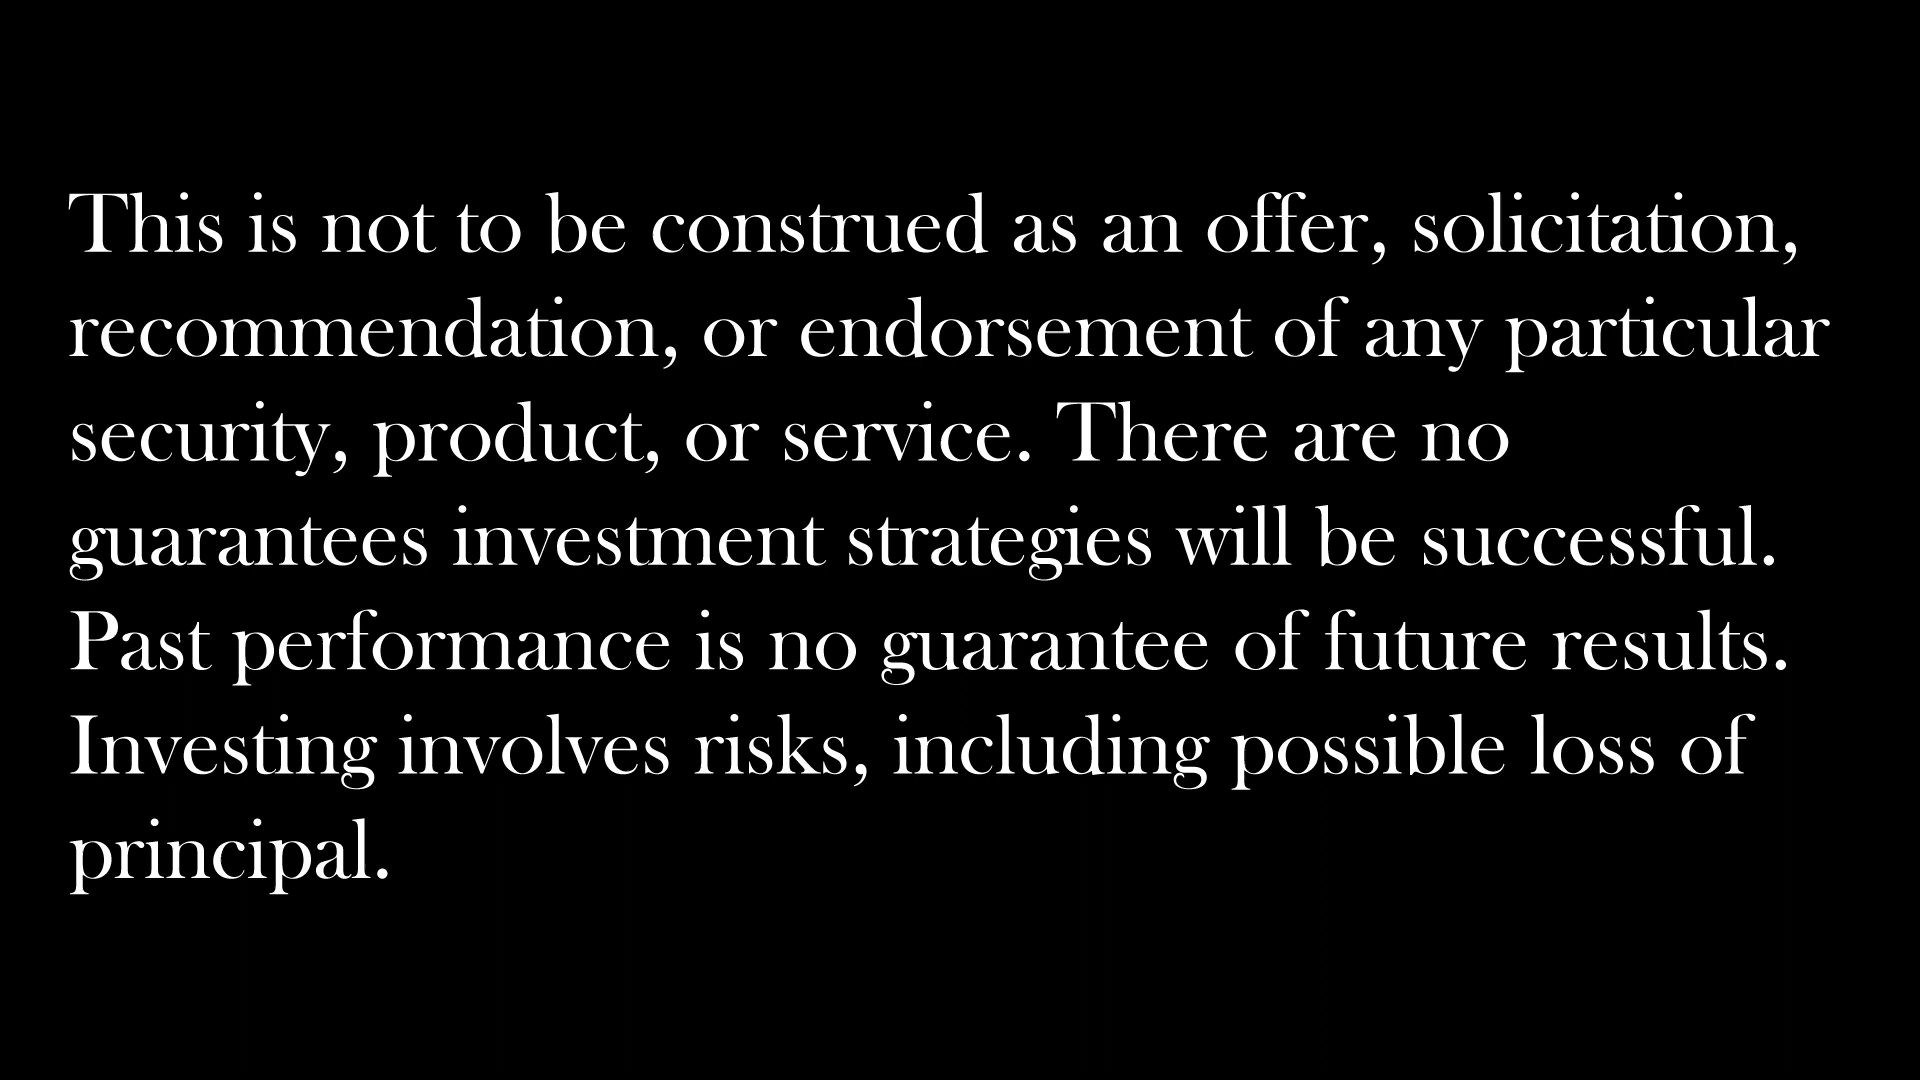 This is not to be construed as an offer, solicitation,
recommendation, or endorsement of any particular
security, product, or service. There are no
guarantees investment strategies will be successful.
Past performance is no guarantee of future results.
Investing involves risks, including possible loss of
principal.